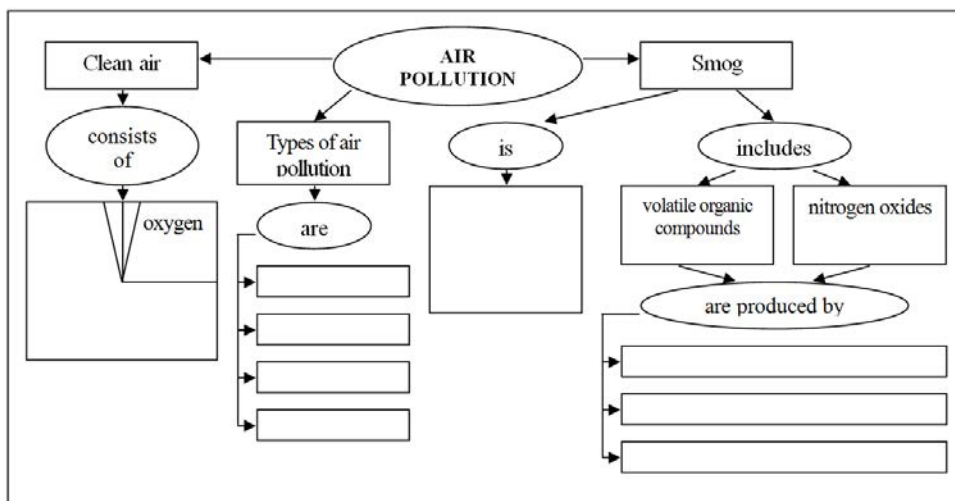 AIR
POLLUTION
Clean air
Smog
consists
of
Types of air
pollution
is
includes
oxygen
are
volatile organic
compounds
nitrogen oxides
are produced by